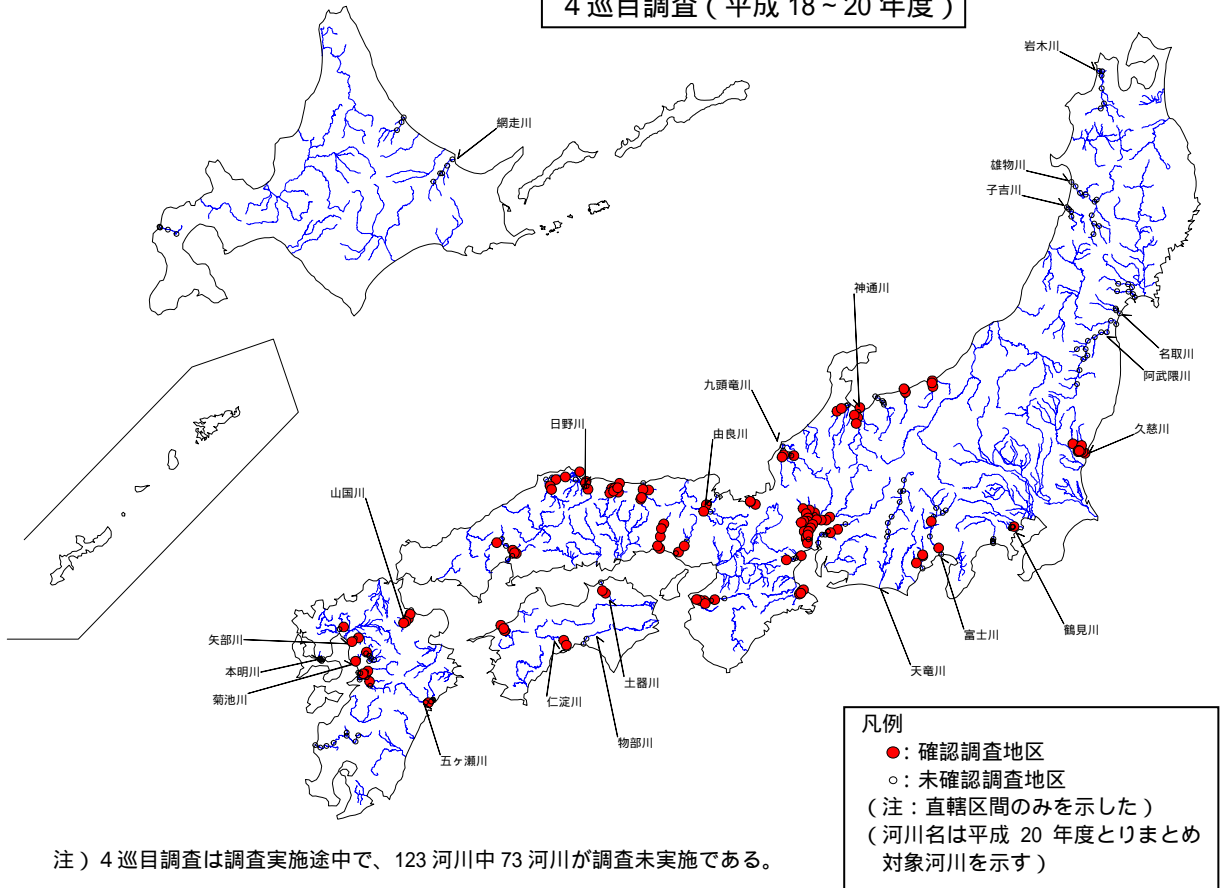 ４巡目調査（平成 18～20 年度）
岩木川
網走川
雄物川
子吉川
神通川
名取川
阿武隈川
九頭竜川
久慈川
日野川
由良川
山国川
矢部川
本明川
菊池川
五ヶ瀬川
仁淀川
物部川
土器川
天竜川
富士川
鶴見川
凡例
●：確認調査地区
○：未確認調査地区
（注：直轄区間のみを示した）
（河川名は平成 20 年度とりまとめ
対象河川を示す）
注）４巡目調査は調査実施途中で、123 河川中 73 河川が調査未実施である。